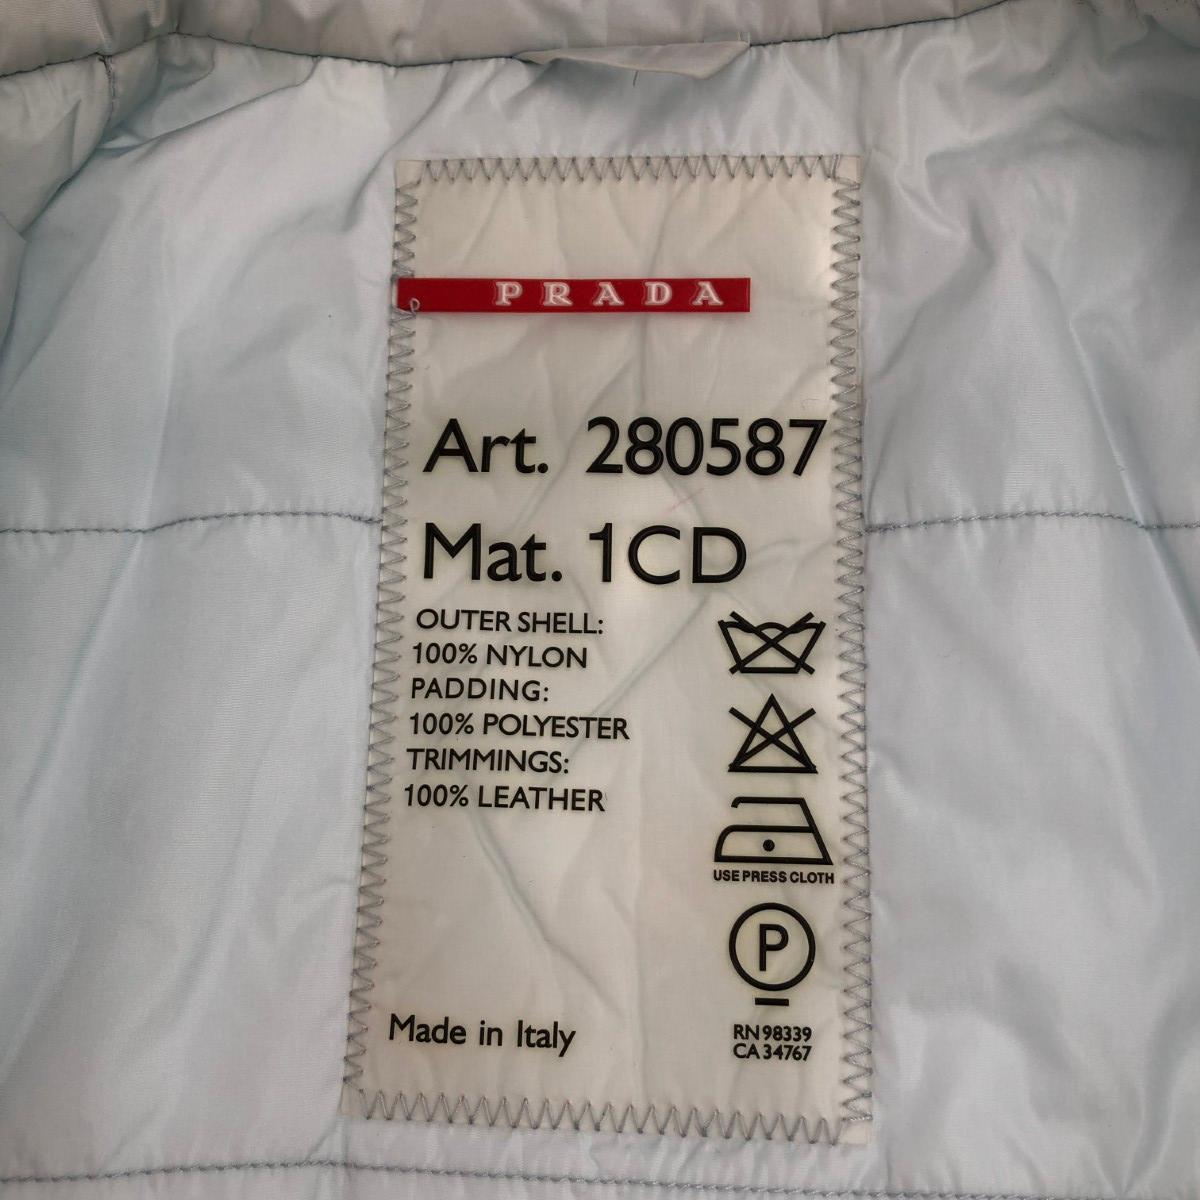 PRADA
Art. 280587
Mat. 1CD
OUTER SHELL:
100% NYLON
PADDING:
100% POLYESTER
TRIMMINGS:
100% LEATHER
USE PRESS CLOTH
P
Made in Italy
RN 98339
CA 34767